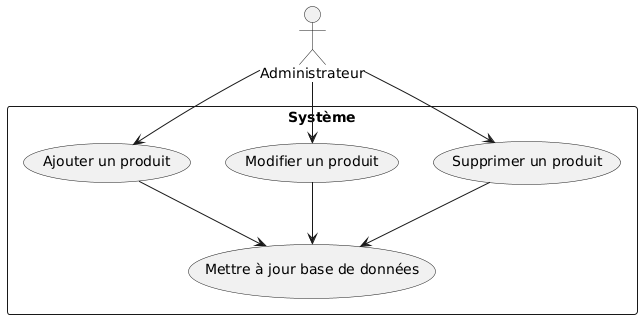 Administrateur
Système
Ajouter un produit
Modifier un produit
Supprimer un produit
Mettre à jour base de données